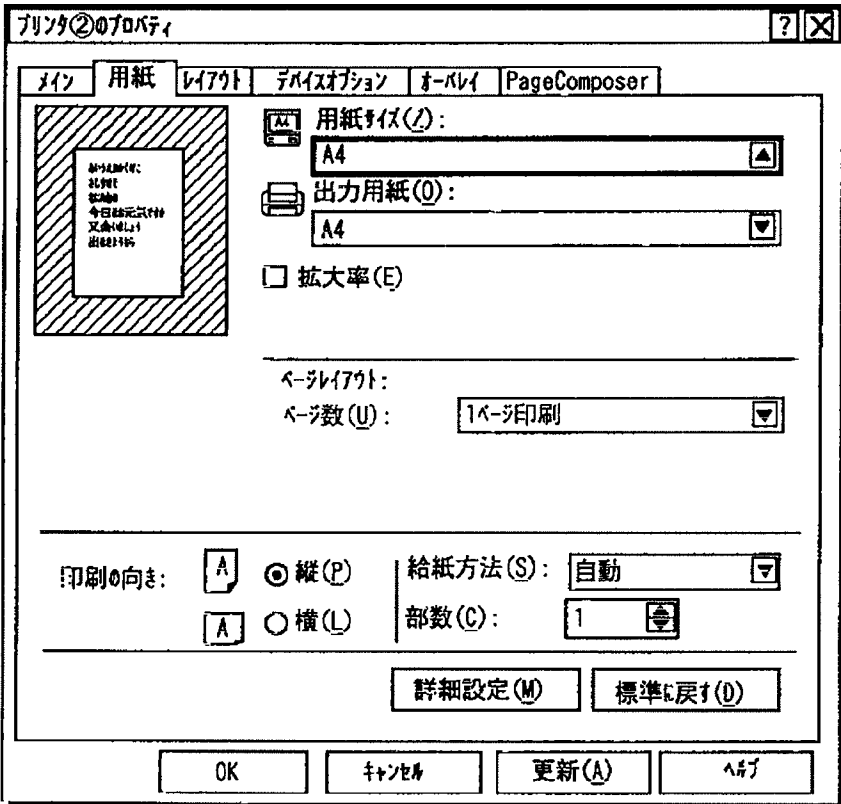 プリンタ②のプロパティ
メイン 用紙 レイアウト デバイスオプション オーバレイ PageComposer
用紙サイズ(Z):
A4
出力用紙(O):
A4
拡大率(E)
ページレイアウト:
ページ数(U): 1ページ印刷
印刷の向き: A 縦(P) 給紙方法(S): 自動
A 横(L) 部数(C): 1
詳細設定(M) 標準に戻す(D)
OK キャンセル 更新(A) ヘルプ